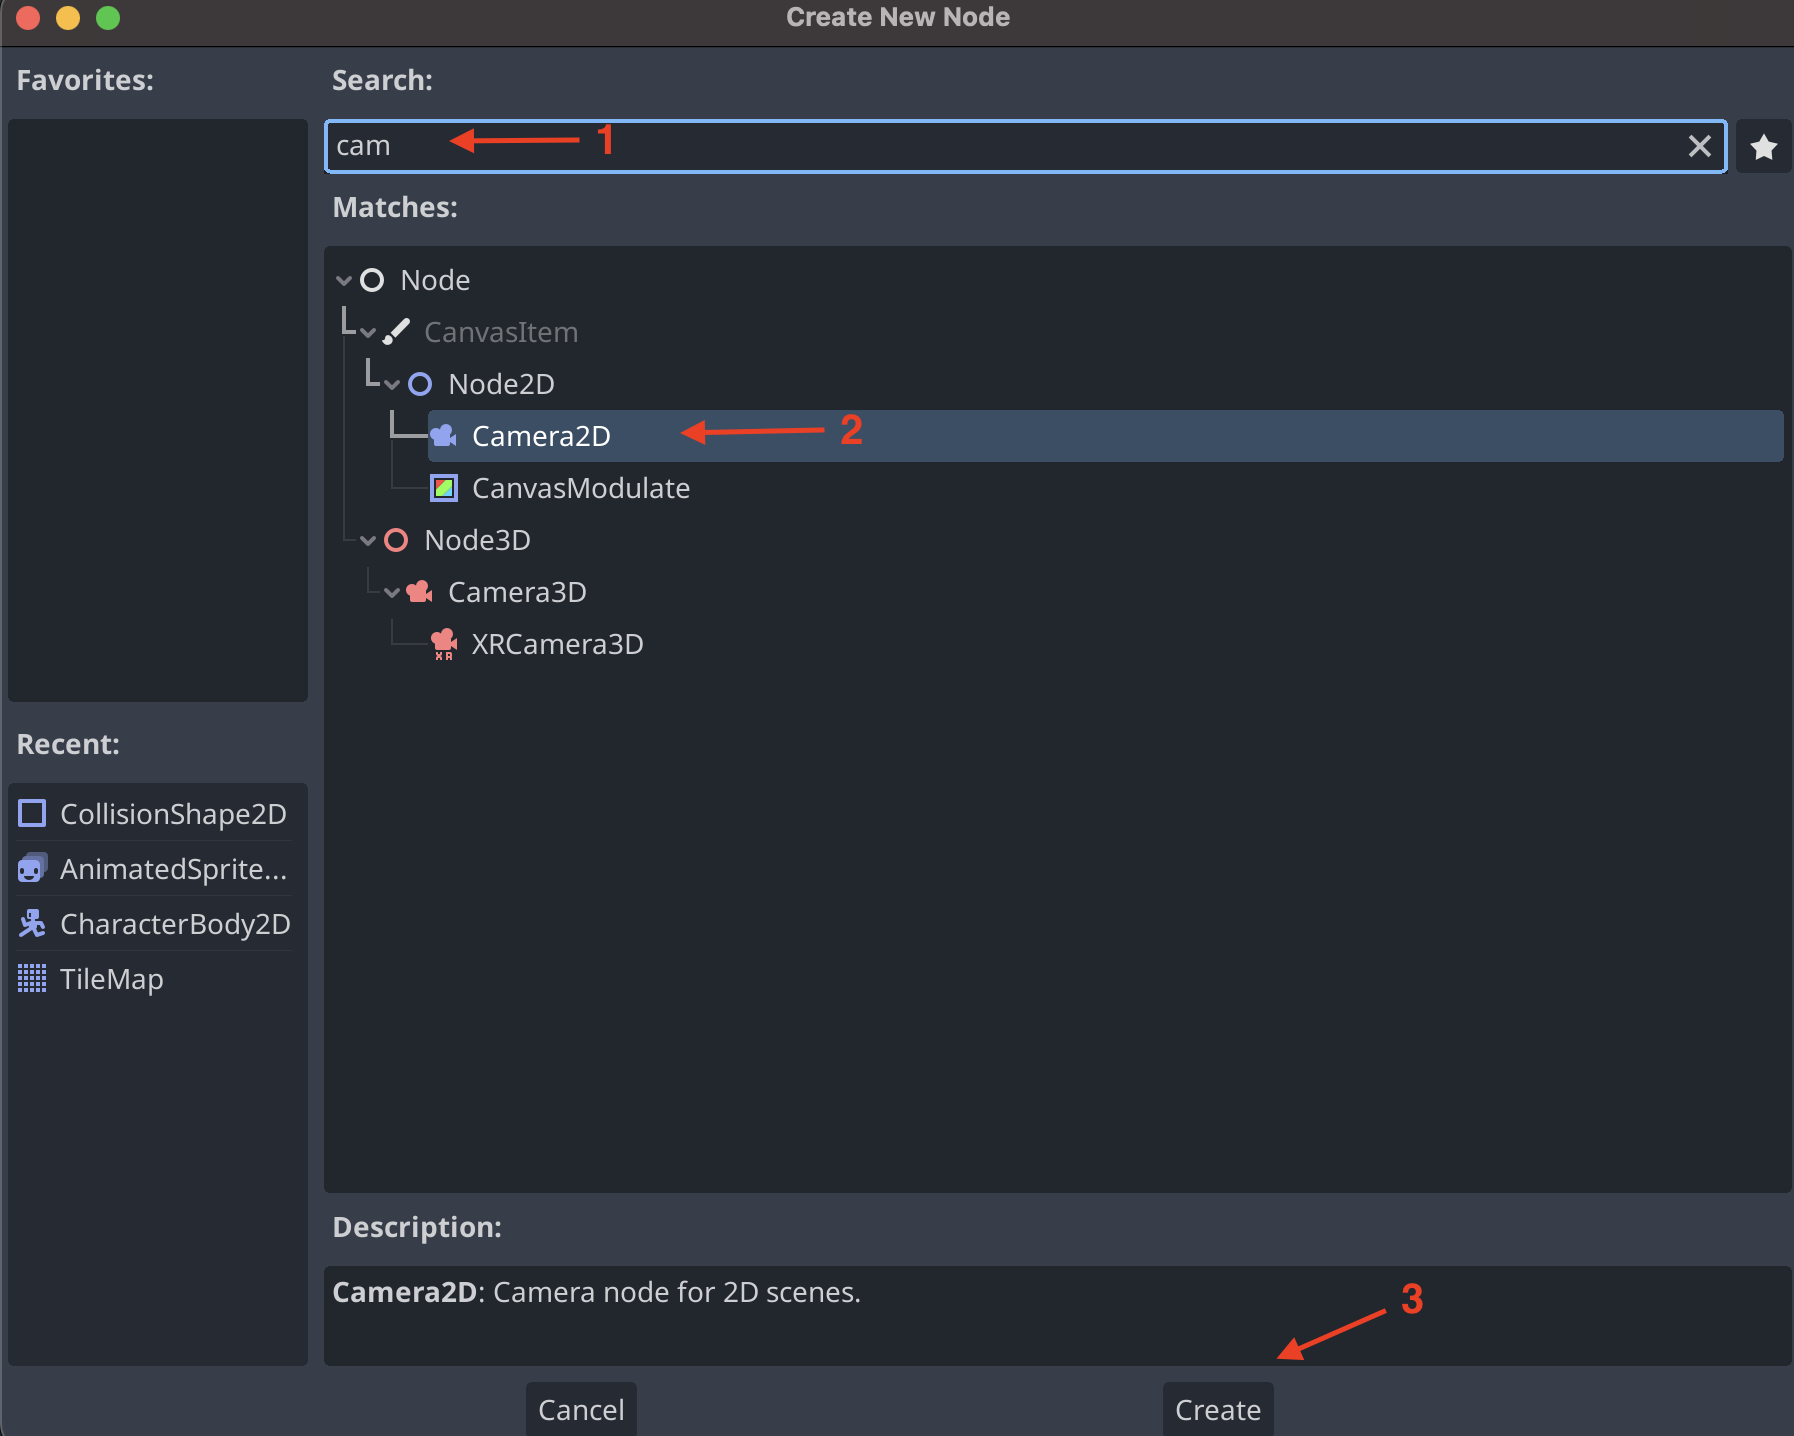 Create New Node
Favorites:
Search:
cam
1
Matches:
Node
CanvasItem
Node2D
Camera2D
2
CanvasModulate
Node3D
Camera3D
XRCamera3D
XR
Recent:
CollisionShape2D
AnimatedSprite...
CharacterBody2D
TileMap
Description:
Camera2D: Camera node for 2D scenes.
3
Cancel
Create